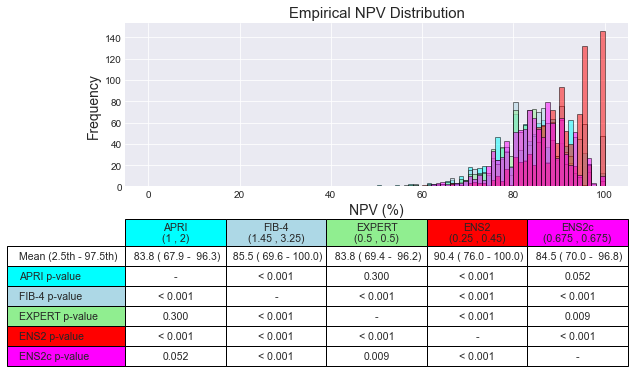 Empirical NPV Distribution
140
120
100
80
60
40
20
0
Frequency
0 20 40 60 80 100
NPV (%)
APRI (1 , 2) FIB-4 (1.45 , 3.25) EXPERT (0.5 , 0.5) ENS2 (0.25 , 0.45) ENS2c (0.675 , 0.675)
Mean (2.5th - 97.5th) 83.8 ( 67.9 - 96.3) 85.5 ( 69.6 - 100.0) 83.8 ( 69.4 - 96.2) 90.4 ( 76.0 - 100.0) 84.5 ( 70.0 - 96.8)
APRI p-value - < 0.001 0.300 < 0.001 0.052
FIB-4 p-value < 0.001 - < 0.001 < 0.001 < 0.001
EXPERT p-value 0.300 < 0.001 - < 0.001 0.009
ENS2 p-value < 0.001 < 0.001 < 0.001 - < 0.001
ENS2c p-value 0.052 < 0.001 0.009 < 0.001 -